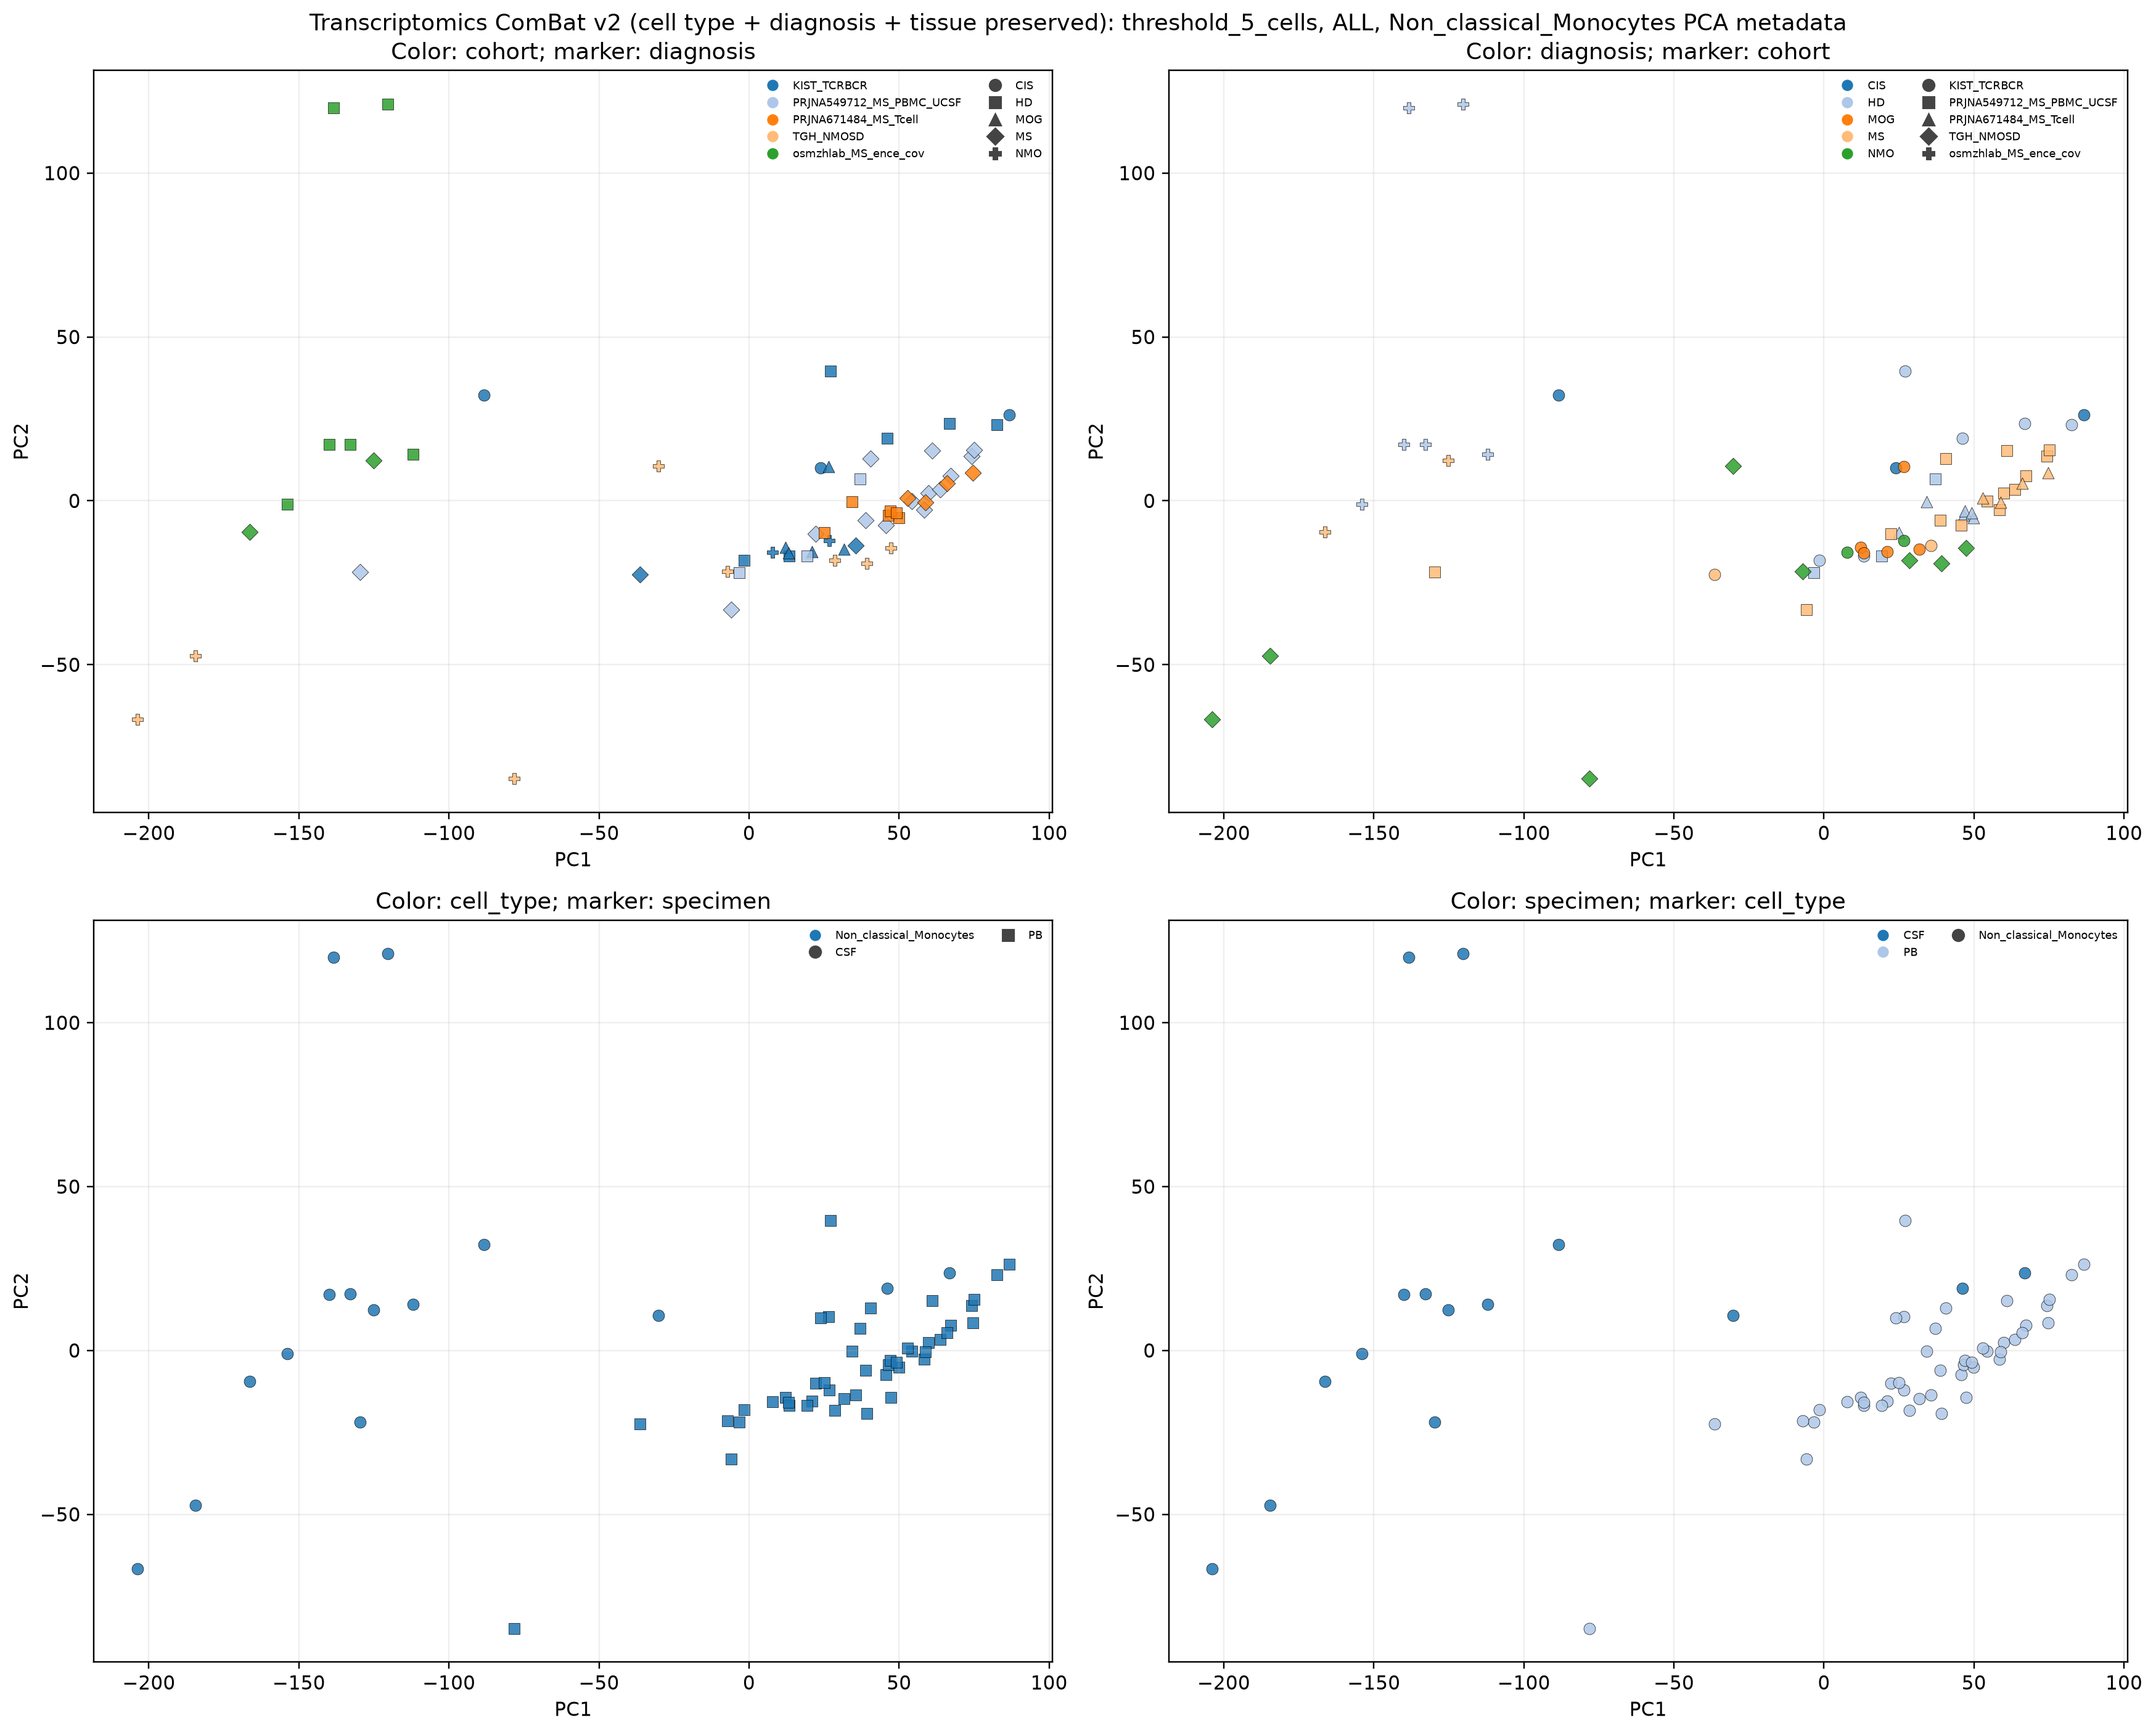 Transcriptomics ComBat v2 (cell type + diagnosis + tissue preserved): threshold_5_cells, ALL, Non_classical_Monocytes PCA metadata
Color: cohort; marker: diagnosis
KIST_TCRBCR
PRJNA549712_MS_PBMC_UCSF
PRJNA671484_MS_Tcell
TGH_NMOSD
osmzhlab_MS_ence_cov
CIS
HD
MOG
MS
NMO
100
50
0
−50
PC2
−200 −150 −100 −50 0 50 100
PC1
Color: diagnosis; marker: cohort
CIS
HD
MOG
MS
NMO
KIST_TCRBCR
PRJNA549712_MS_PBMC_UCSF
PRJNA671484_MS_Tcell
TGH_NMOSD
osmzhlab_MS_ence_cov
100
50
0
−50
PC2
−200 −150 −100 −50 0 50 100
PC1
Color: cell_type; marker: specimen
Non_classical_Monocytes
CSF
PB
100
50
0
−50
PC2
−200 −150 −100 −50 0 50 100
PC1
Color: specimen; marker: cell_type
CSF
PB
Non_classical_Monocytes
100
50
0
−50
PC2
−200 −150 −100 −50 0 50 100
PC1